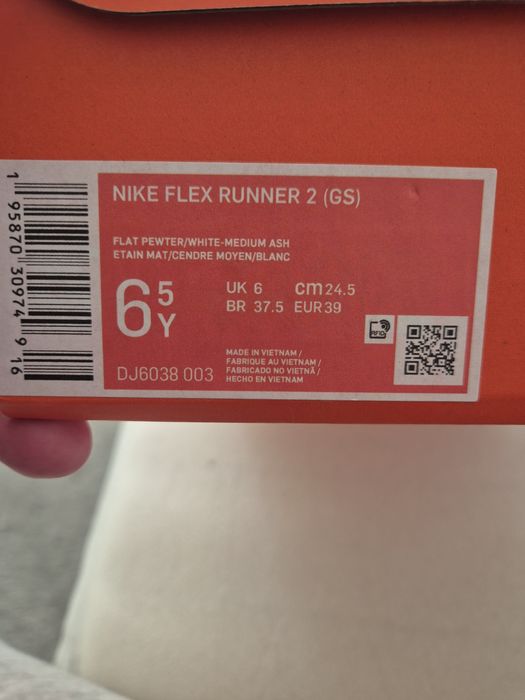 NIKE FLEX RUNNER 2 (GS)
FLAT PEWTER/WHITE-MEDIUM ASH
ETAIN MAT/CENDRE MOYEN/BLANC
6 5 Y
UK 6 cm 24.5
BR 37.5 EUR 39
MADE IN VIETNAM /
FABRIQUE AU VIETNAM /
FABRICADO NO VIETNÃ /
HECHO EN VIETNAM
DJ6038 003
RFID
1 95870 30974 9 16